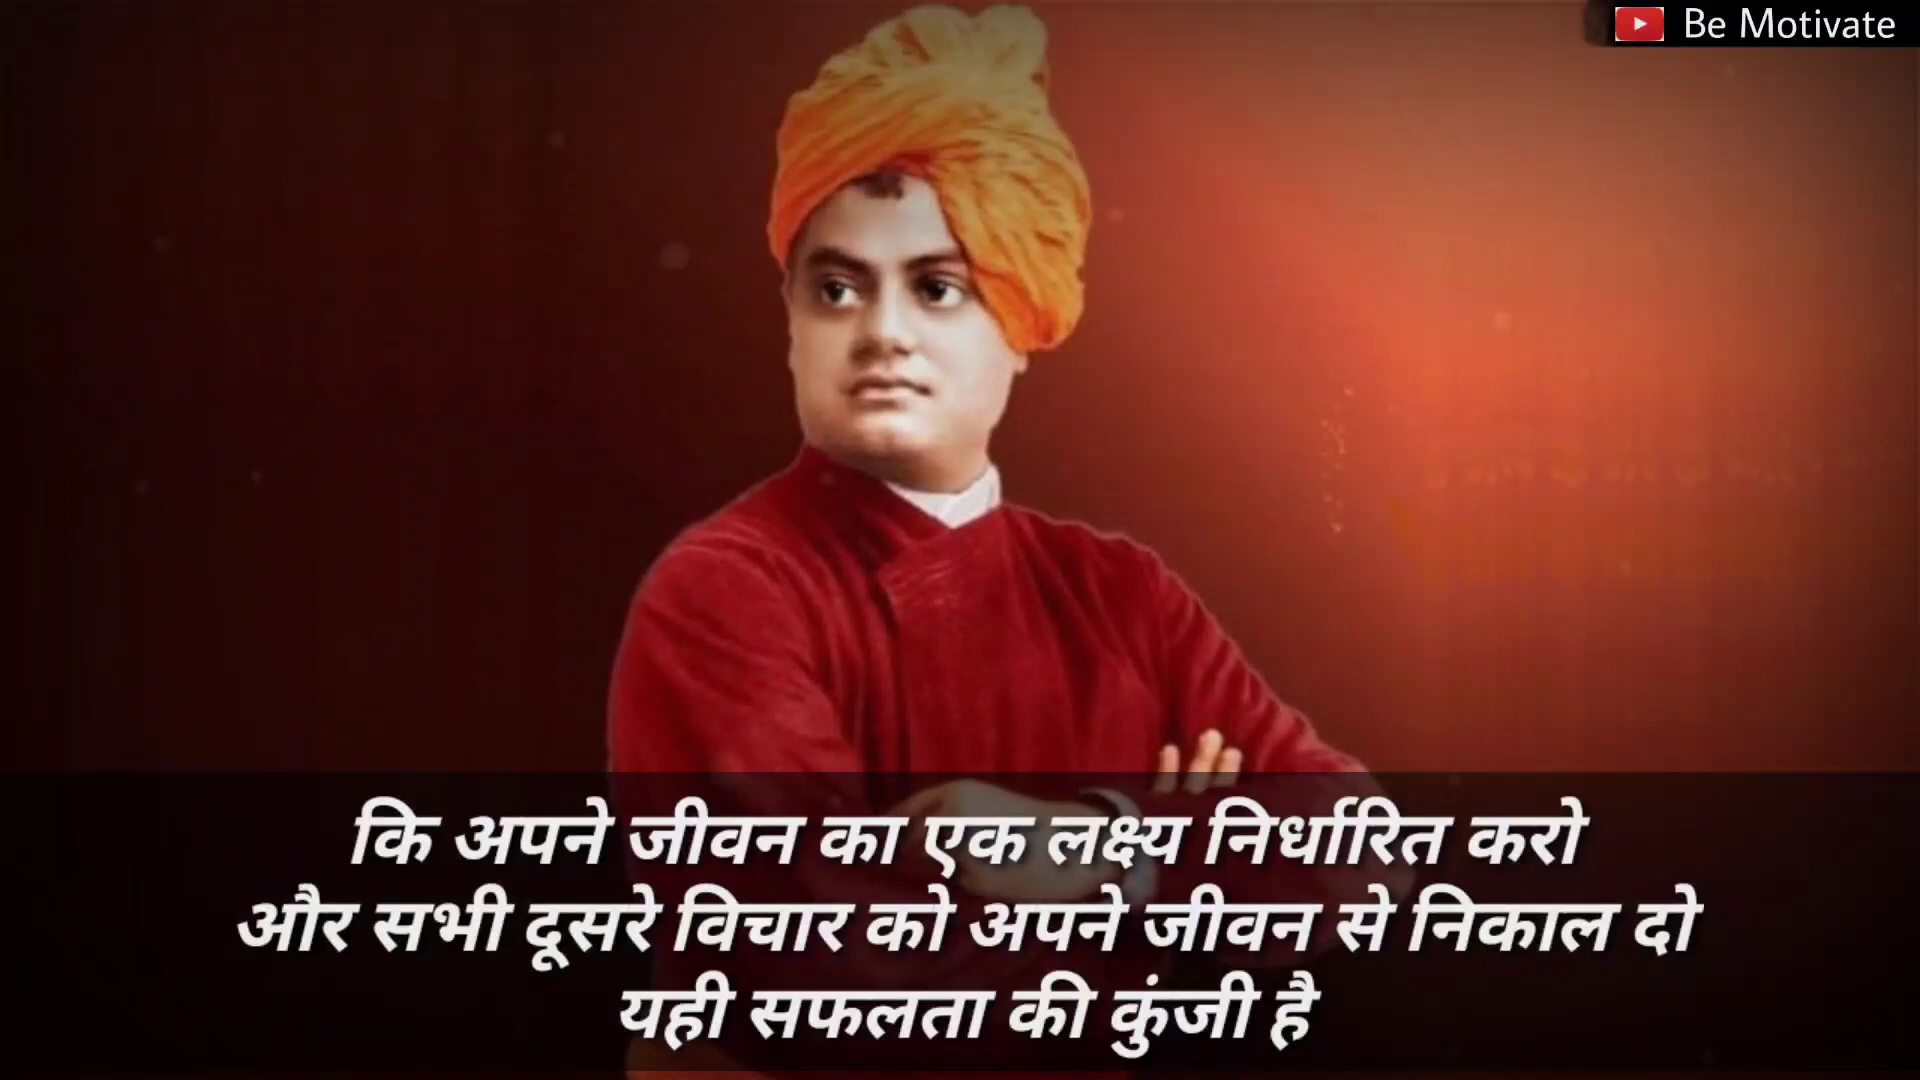 Be Motivate
कि अपने जीवन का एक लक्ष्य निर्धारित करो
और सभी दूसरे विचार को अपने जीवन से निकाल दो
यही सफलता की कुंजी है